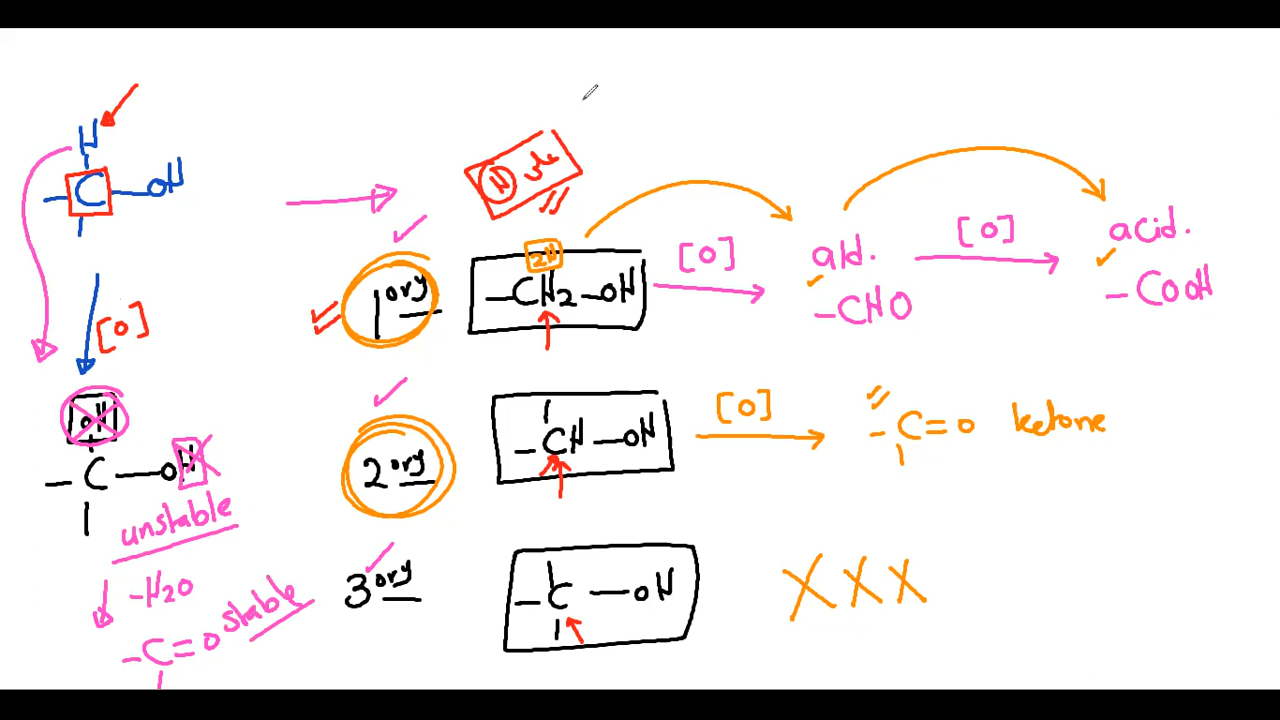 H
C OH
[O]
OH
C OH
unstable
-H2O
-C=O stable
H
1ory
2H
-CH2-OH
[O]
ald.
-CHO
[O]
acid.
-COOH
2ory
-CH-OH
[O]
-C=O ketone
3ory
-C-OH
XXX